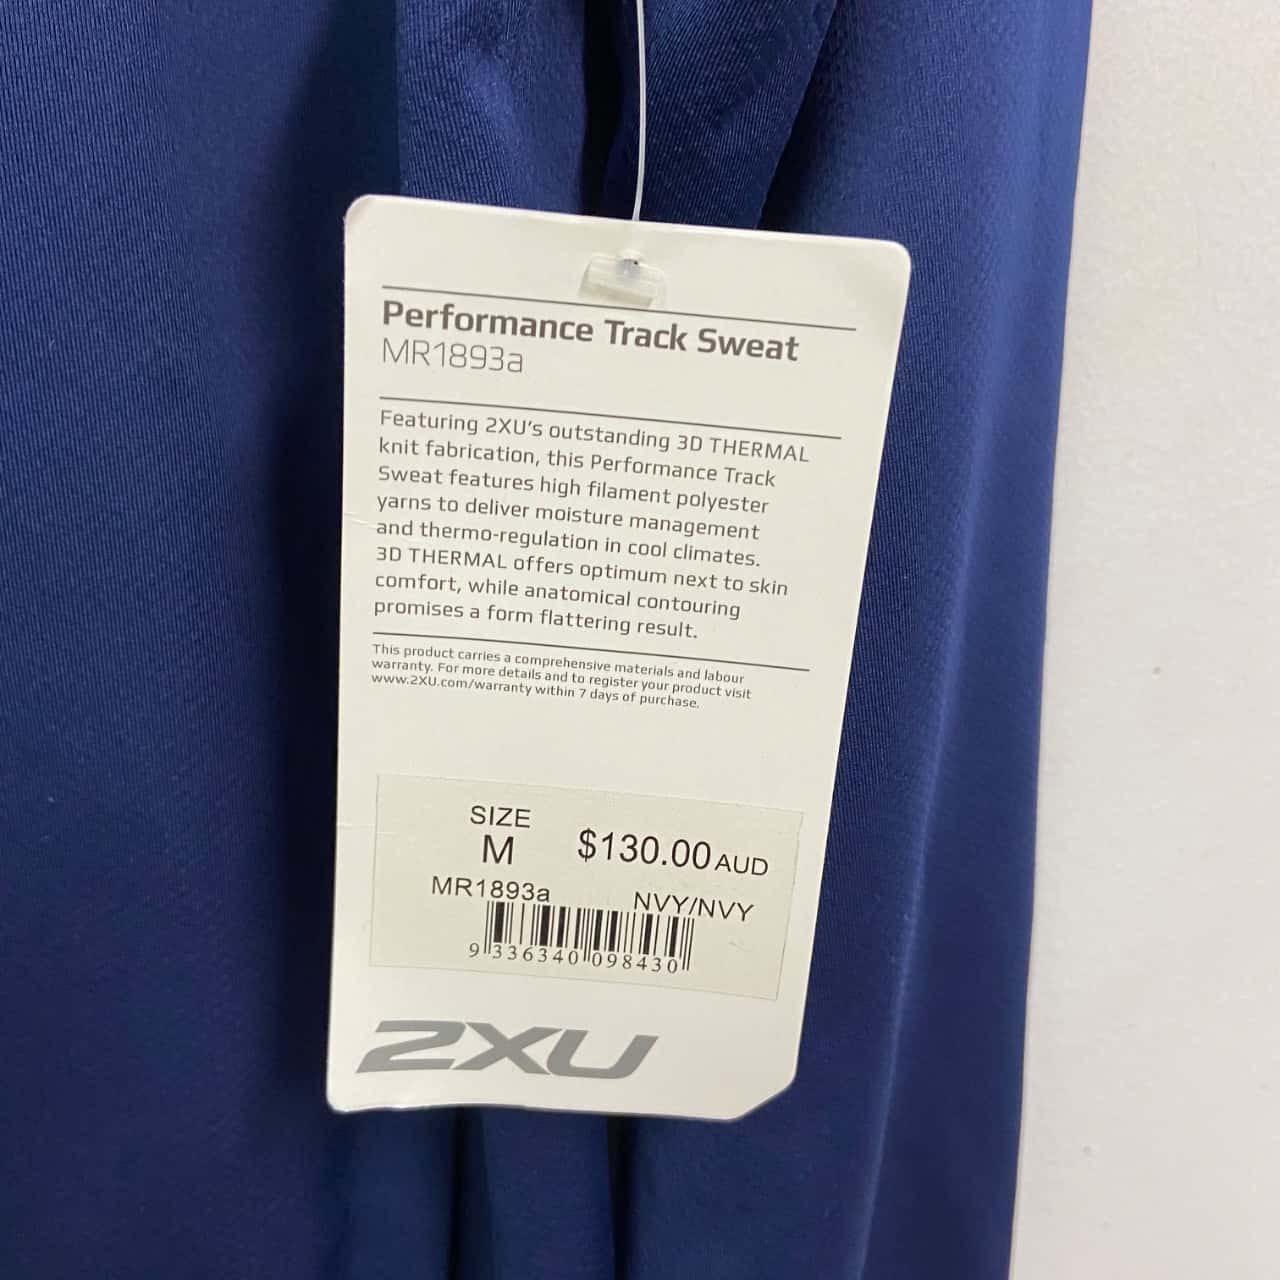 Performance Track Sweat
MR1893a
Featuring 2XU's outstanding 3D THERMAL
knit fabrication, this Performance Track
Sweat features high filament polyester
yarns to deliver moisture management
and thermo-regulation in cool climates.
3D THERMAL offers optimum next to skin
comfort, while anatomical contouring
promises a form flattering result.
This product carries a comprehensive materials and labour
warranty. For more details and to register your product visit
www.2XU.com/warranty within 7 days of purchase.
SIZE
M $130.00 AUD
MR1893a NVY/NVY
9 336340 098430
2XU